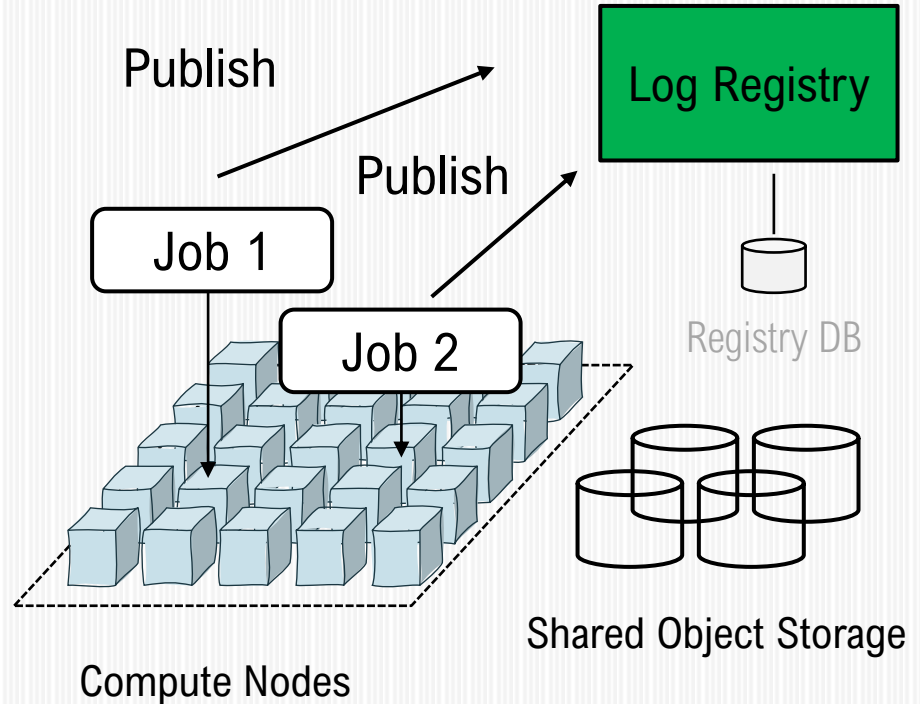 Publish
Log Registry
Publish
Job 1
Job 2
Registry DB
Shared Object Storage
Compute Nodes